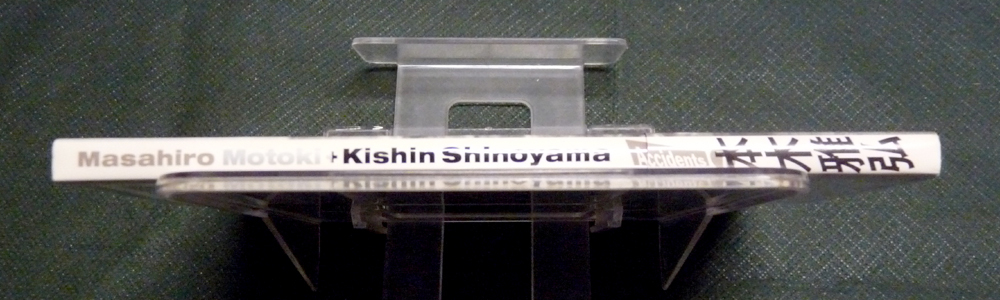 Masahiro Motoki + Kishin Shinoyama Accidents 本木雅弘